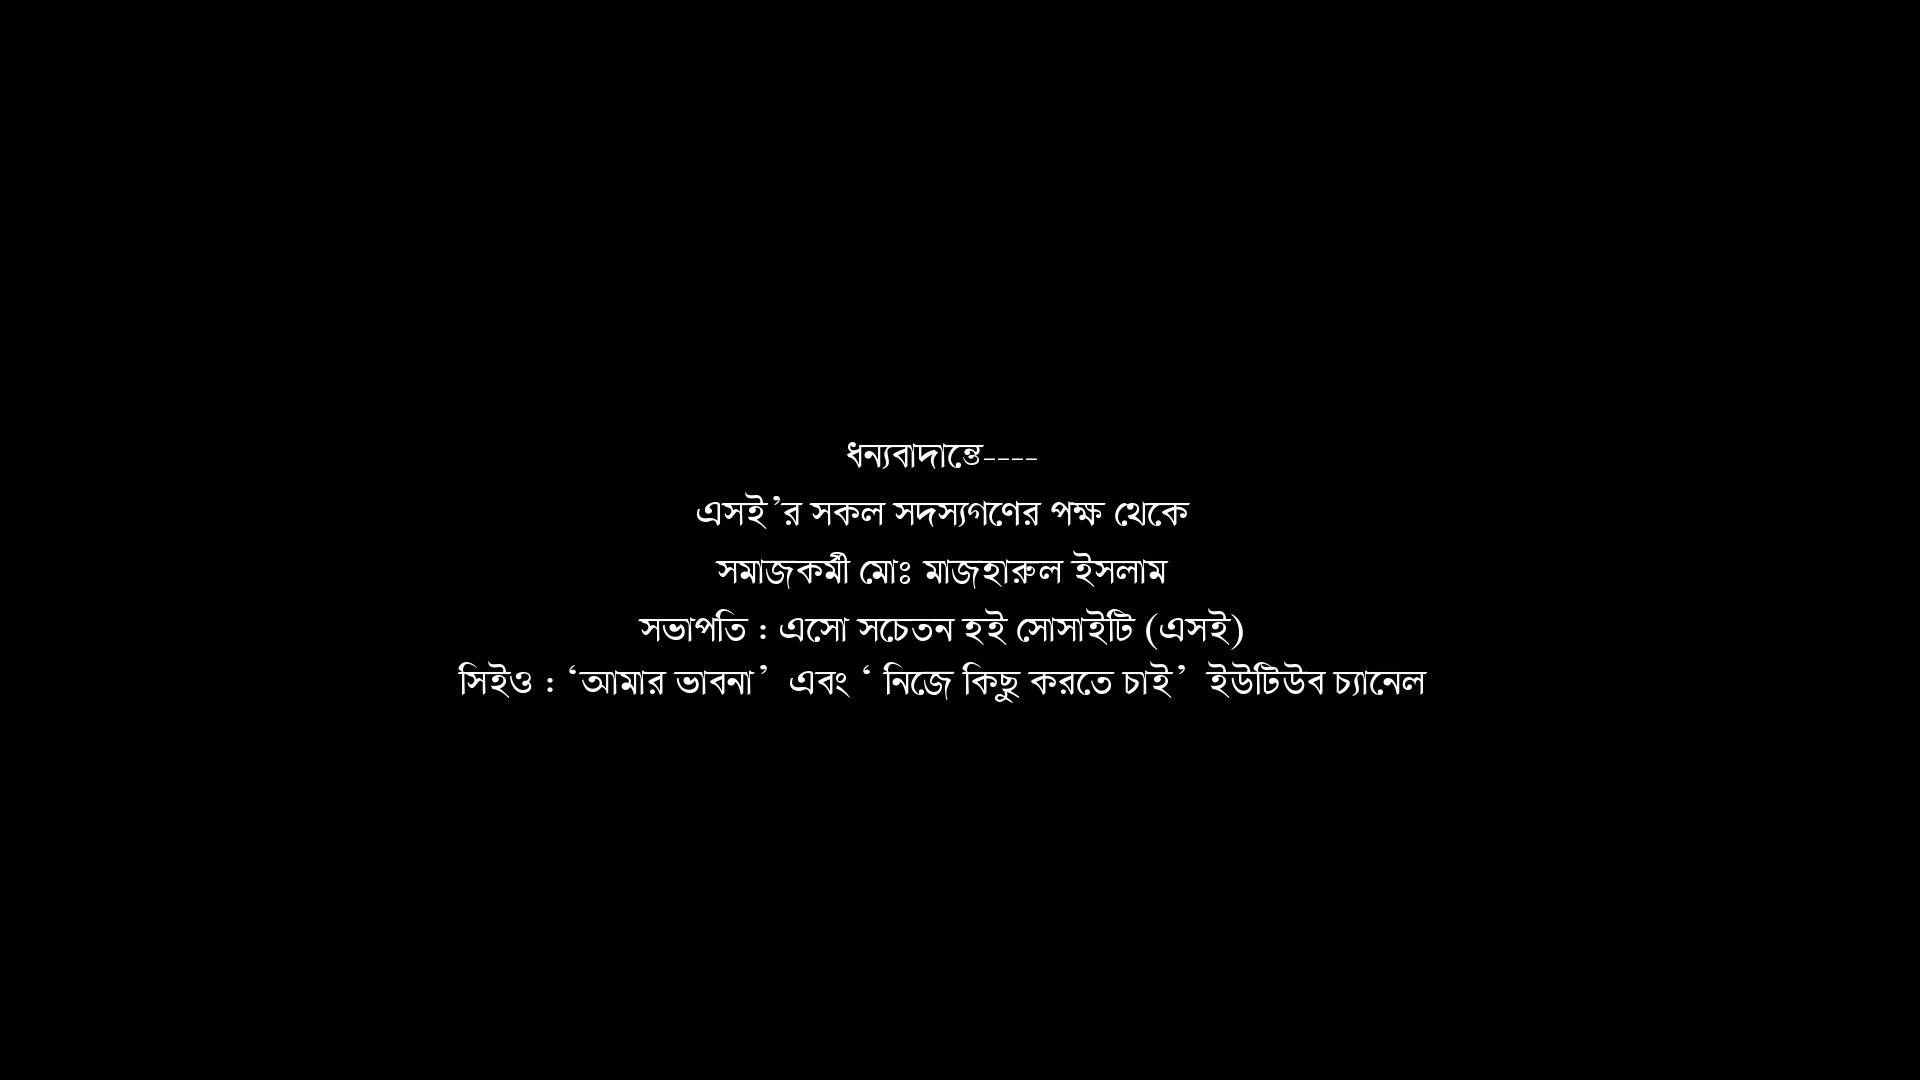 ধন্যবাদান্তে----
এসই’র সকল সদস্যগণের পক্ষ থেকে
সমাজকর্মী মোঃ মাজহারুল ইসলাম
সভাপতি : এসো সচেতন হই সোসাইটি (এসই)
সিইও : ‘আমার ভাবনা’ এবং ‘ নিজে কিছু করতে চাই’ ইউটিউব চ্যানেল